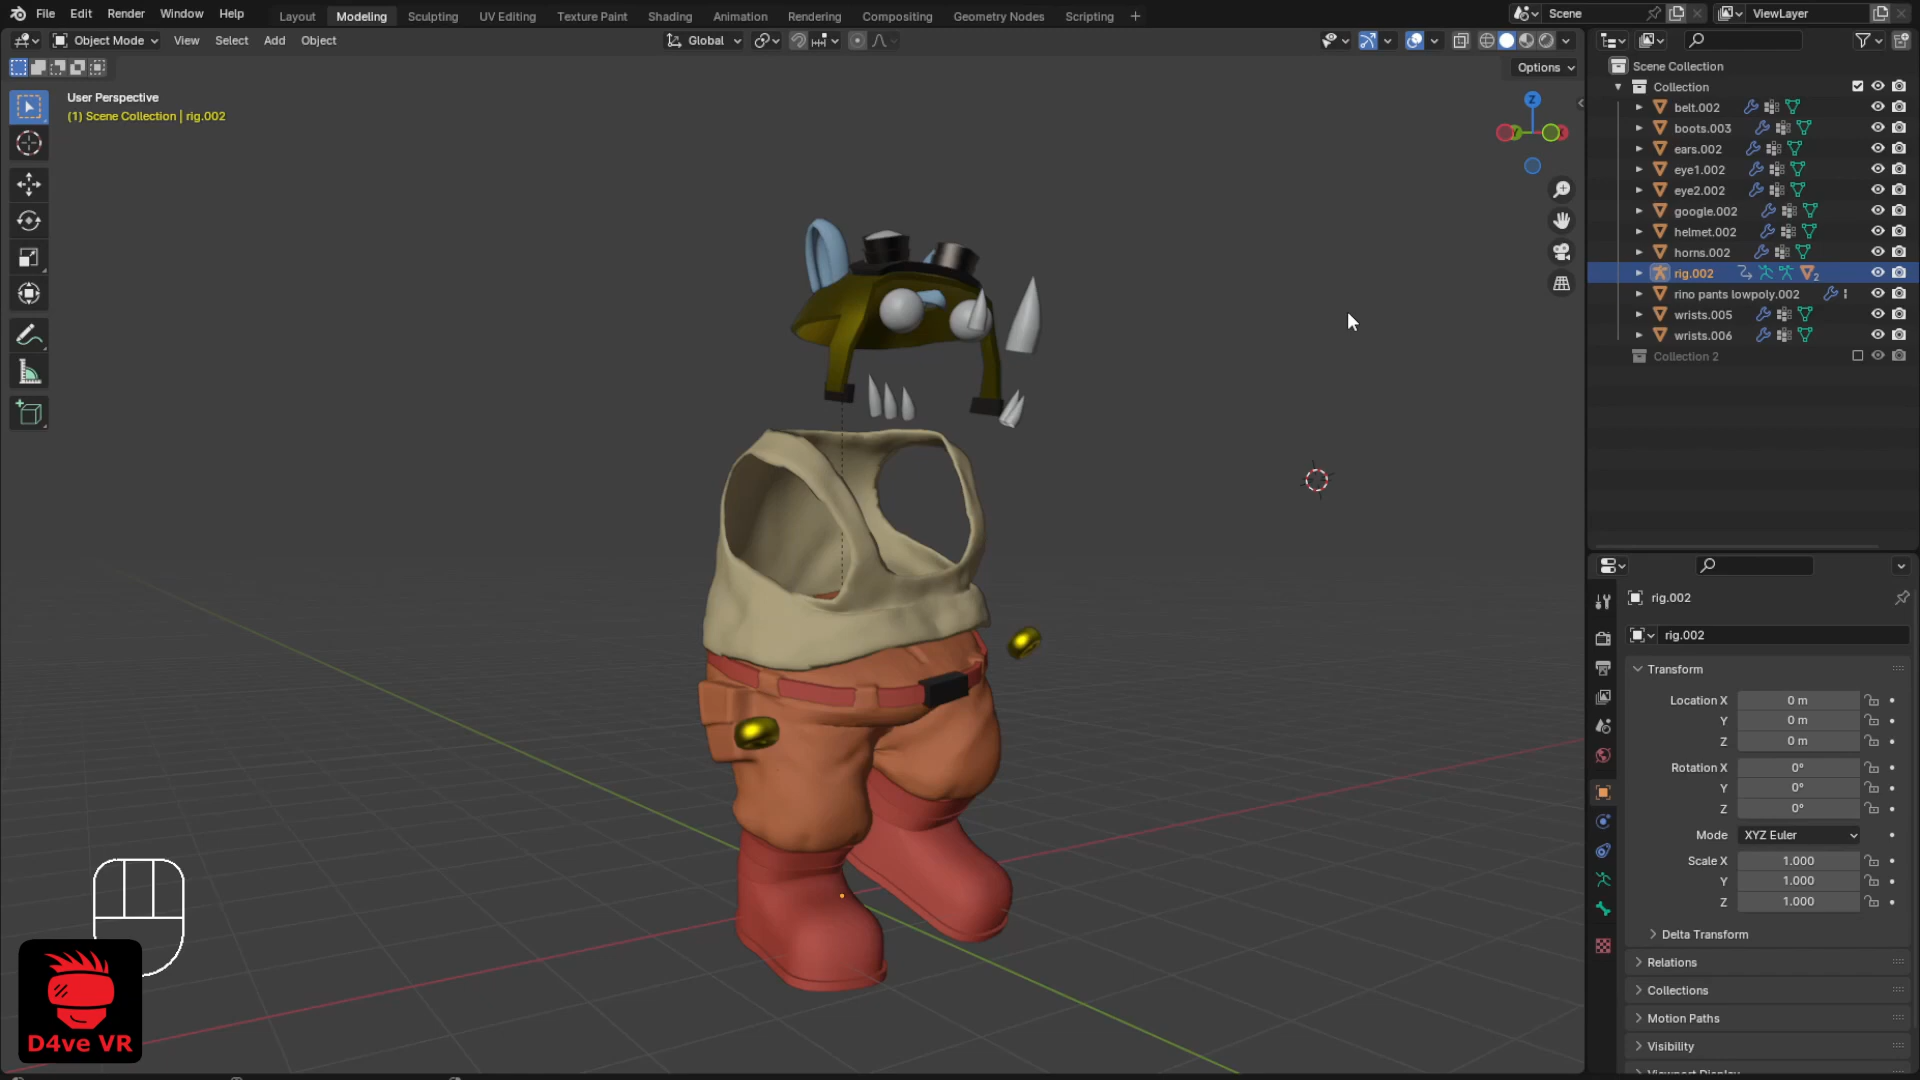 File Edit Render Window Help Layout Modeling Sculpting UV Editing Texture Paint Shading Animation Rendering Compositing Geometry Nodes Scripting + Scene ViewLayer
Object Mode View Select Add Object Global
Options
User Perspective
(1) Scene Collection | rig.002
Z
Scene Collection
Collection
belt.002
boots.003
ears.002
eye1.002
eye2.002
google.002
helmet.002
horns.002
rig.002 2
rino pants lowpoly.002
wrists.005
wrists.006
Collection 2
rig.002
rig.002
Transform
Location X 0 m
Y 0 m
Z 0 m
Rotation X 0°
Y 0°
Z 0°
Mode XYZ Euler
Scale X 1.000
Y 1.000
Z 1.000
Delta Transform
Relations
Collections
Motion Paths
Visibility
Viewport Display
D4ve VR